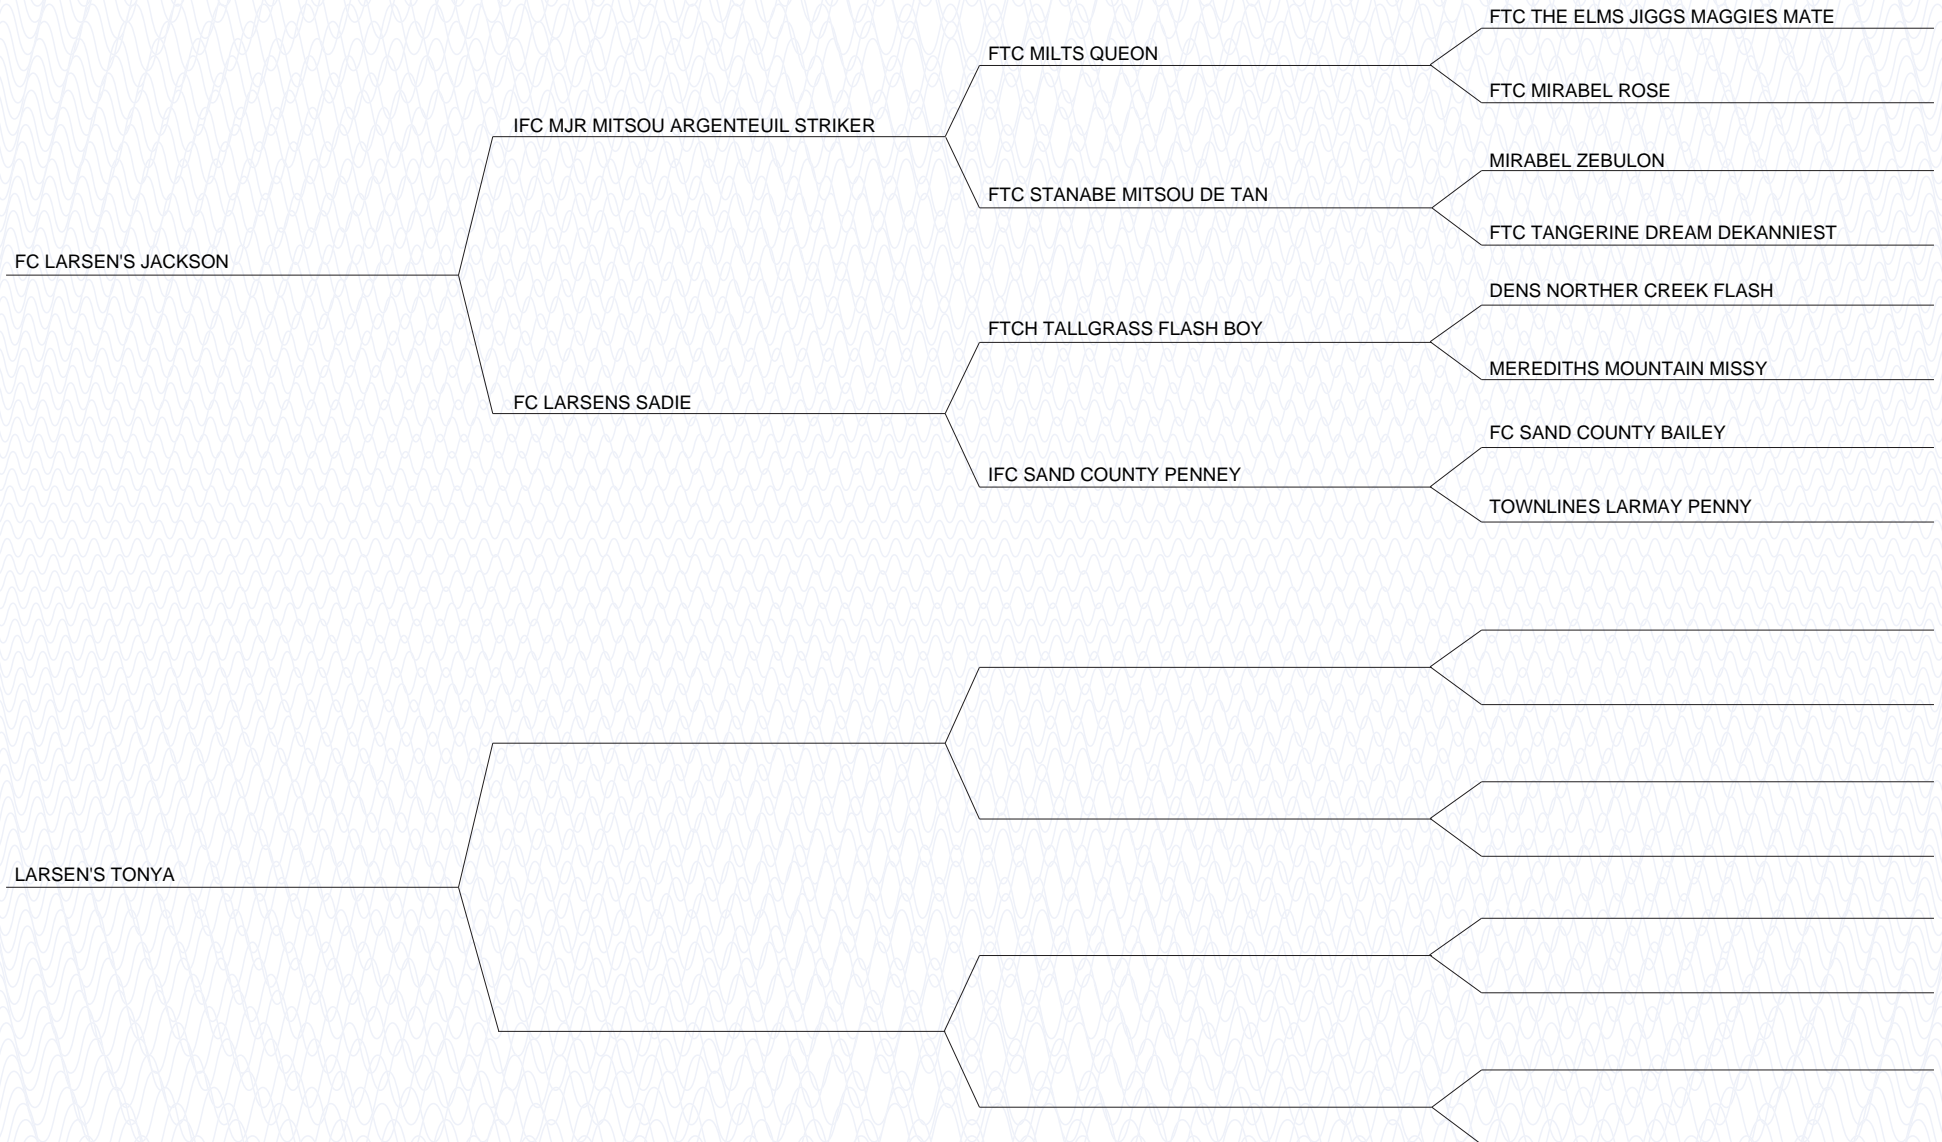 FTC THE ELMS JIGGS MAGGIES MATE
FTC MILTS QUEON
FTC MIRABEL ROSE
IFC MJR MITSOU ARGENTEUIL STRIKER
MIRABEL ZEBULON
FTC STANABE MITSOU DE TAN
FTC TANGERINE DREAM DEKANNIEST
FC LARSEN'S JACKSON
DENS NORTHER CREEK FLASH
FTCH TALLGRASS FLASH BOY
MEREDITHS MOUNTAIN MISSY
FC LARSENS SADIE
FC SAND COUNTY BAILEY
IFC SAND COUNTY PENNEY
TOWNLINES LARMAY PENNY
LARSEN'S TONYA